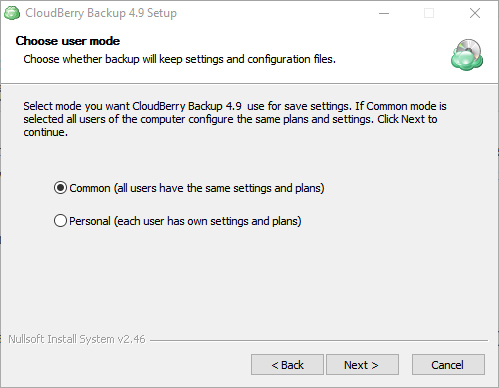 CloudBerry Backup 4.9 Setup
Choose user mode
Choose whether backup will keep settings and configuration files.
Select mode you want CloudBerry Backup 4.9 use for save settings. If Common mode is
selected all users of the computer configure the same plans and settings. Click Next to
continue.
Common (all users have the same settings and plans)
Personal (each user has own settings and plans)
Nullsoft Install System v2.46
< Back Next > Cancel